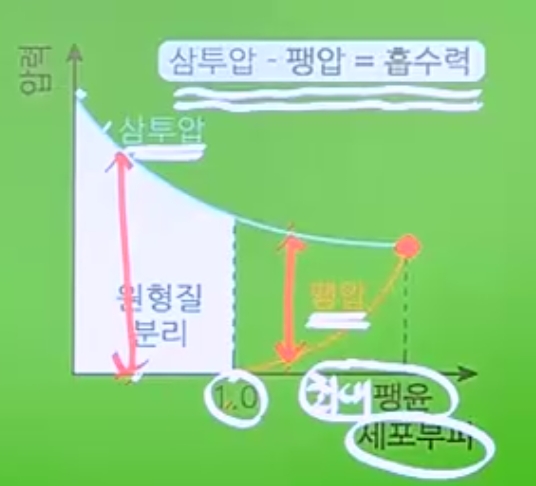 압력
삼투압 - 팽압 = 흡수력
삼투압
원형질
분리
팽압
1.0
최대 팽윤
세포부피